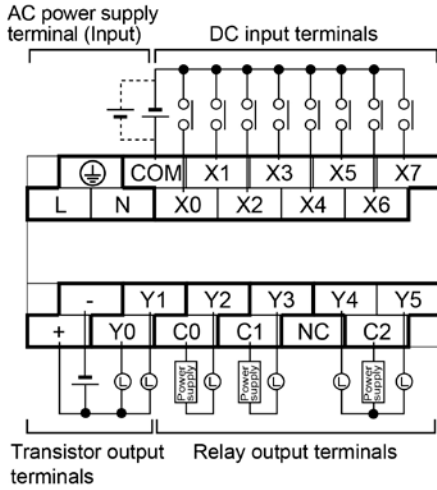 AC power supply
terminal (Input)
DC input terminals
COM X1 X3 X5 X7
L N X0 X2 X4 X6
- Y1 Y2 Y3 Y4 Y5
+ Y0 C0 C1 NC C2
L L Power supply L Power supply L L Power supply L
Transistor output
terminals
Relay output terminals